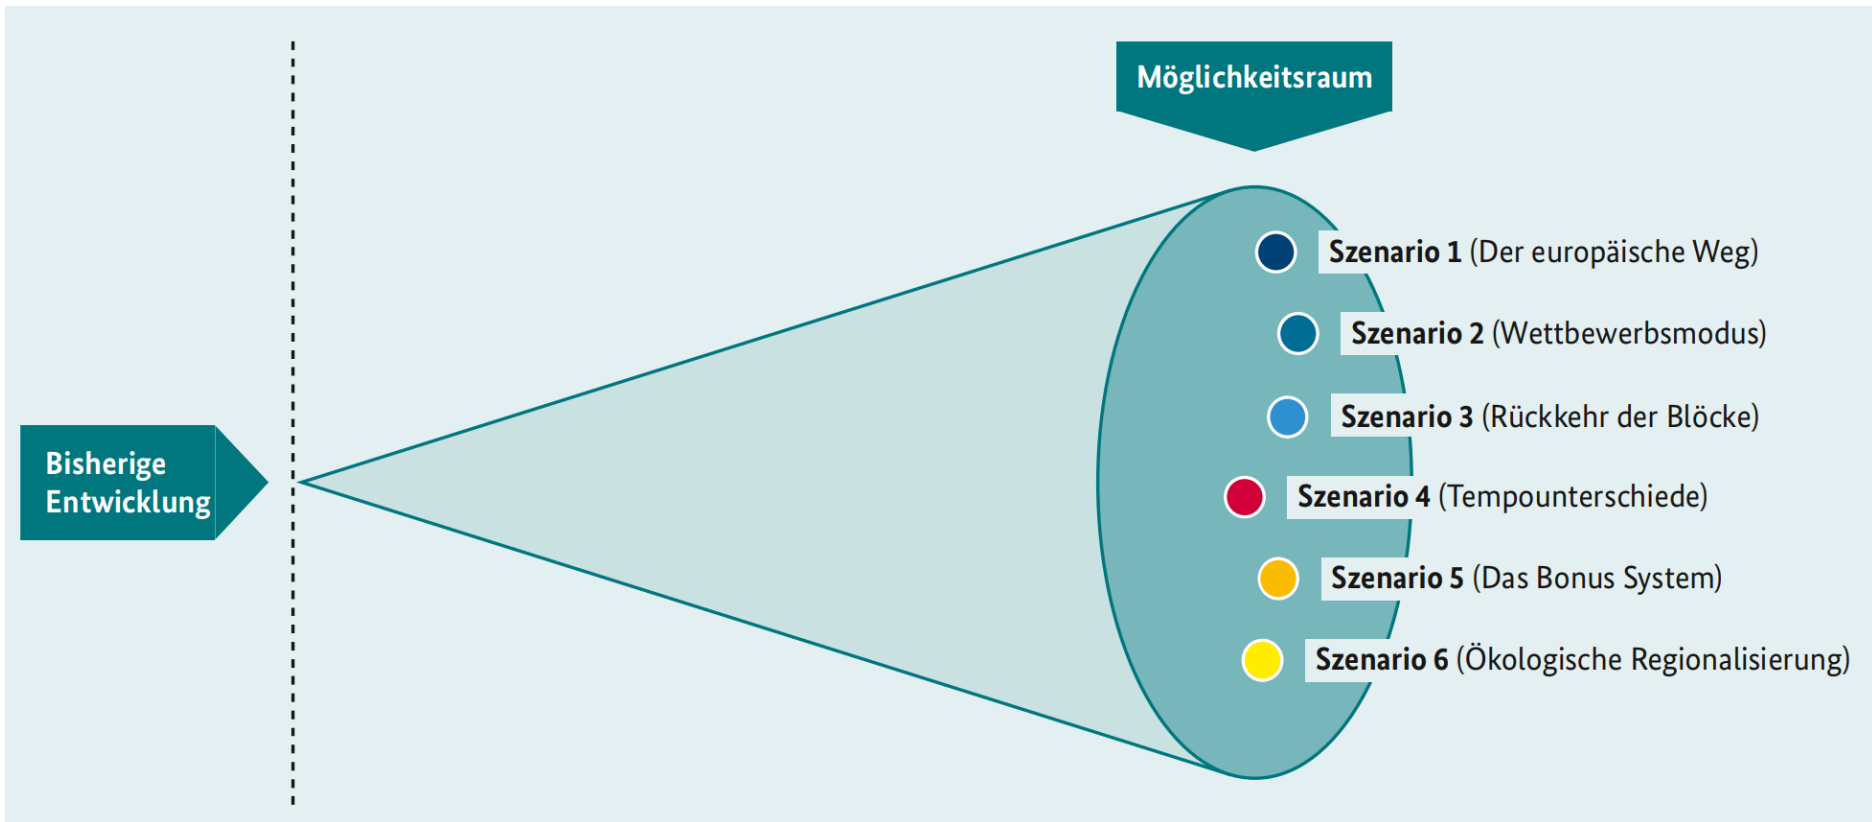 Möglichkeitsraum
Szenario 1 (Der europäische Weg)
Szenario 2 (Wettbewerbsmodus)
Szenario 3 (Rückkehr der Blöcke)
Bisherige
Entwicklung
Szenario 4 (Tempounterschiede)
Szenario 5 (Das Bonus System)
Szenario 6 (Ökologische Regionalisierung)